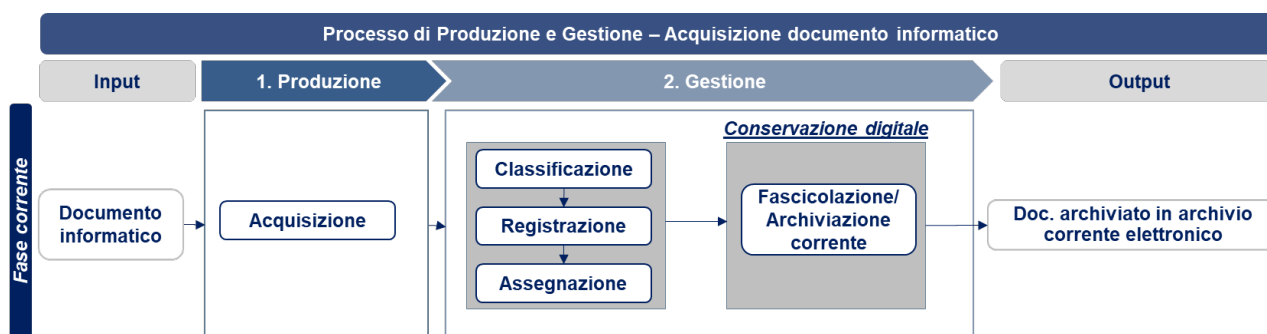 Processo di Produzione e Gestione – Acquisizione documento informatico
Input
1. Produzione
2. Gestione
Output
Fase corrente
Documento
informatico
Acquisizione
Classificazione
Registrazione
Assegnazione
Conservazione digitale
Fascicolazione/
Archiviazione
corrente
Doc. archiviato in archivio
corrente elettronico